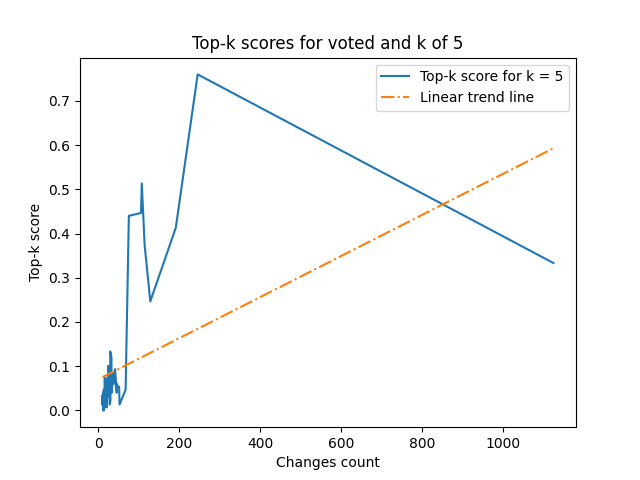 Top-k scores for voted and k of 5
Top-k score for k = 5
Linear trend line
0.7
0.6
0.5
0.4
0.3
0.2
0.1
0.0
Top-k score
0 200 400 600 800 1000
Changes count